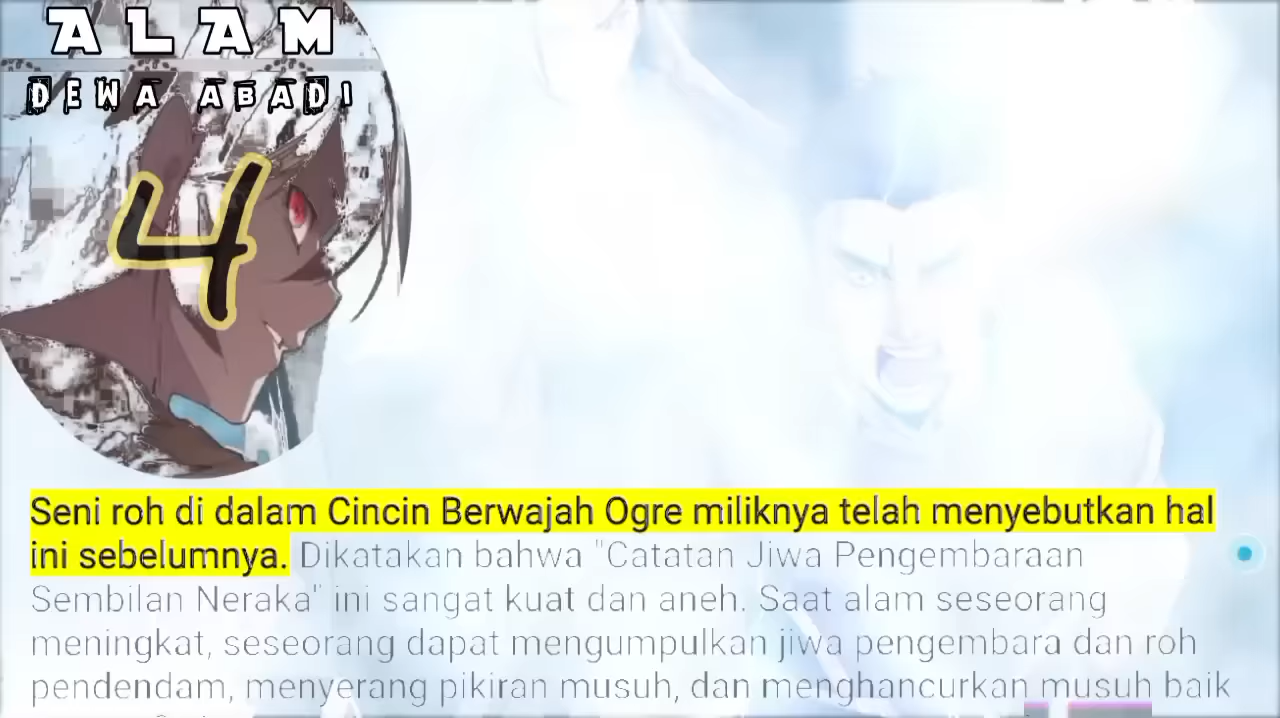 ALAM
DEWA ABADI
4
Seni roh di dalam Cincin Berwajah Ogre miliknya telah menyebutkan hal
ini sebelumnya. Dikatakan bahwa "Catatan Jiwa Pengembaraan
Sembilan Neraka" ini sangat kuat dan aneh. Saat alam seseorang
meningkat, seseorang dapat mengumpulkan jiwa pengembara dan roh
pendendam, menyerang pikiran musuh, dan menghancurkan musuh baik